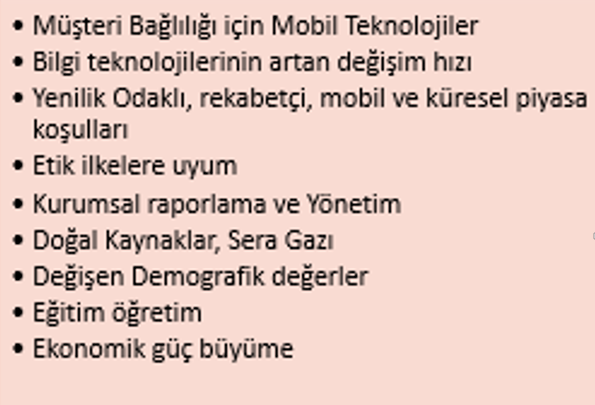 • Müşteri Bağlılığı için Mobil Teknolojiler
• Bilgi teknolojilerinin artan değişim hızı
• Yenilik Odaklı, rekabetçi, mobil ve küresel piyasa
koşulları
• Etik ilkelere uyum
• Kurumsal raporlama ve Yönetim
• Doğal Kaynaklar, Sera Gazı
• Değişen Demografik değerler
• Eğitim öğretim
• Ekonomik güç büyüme